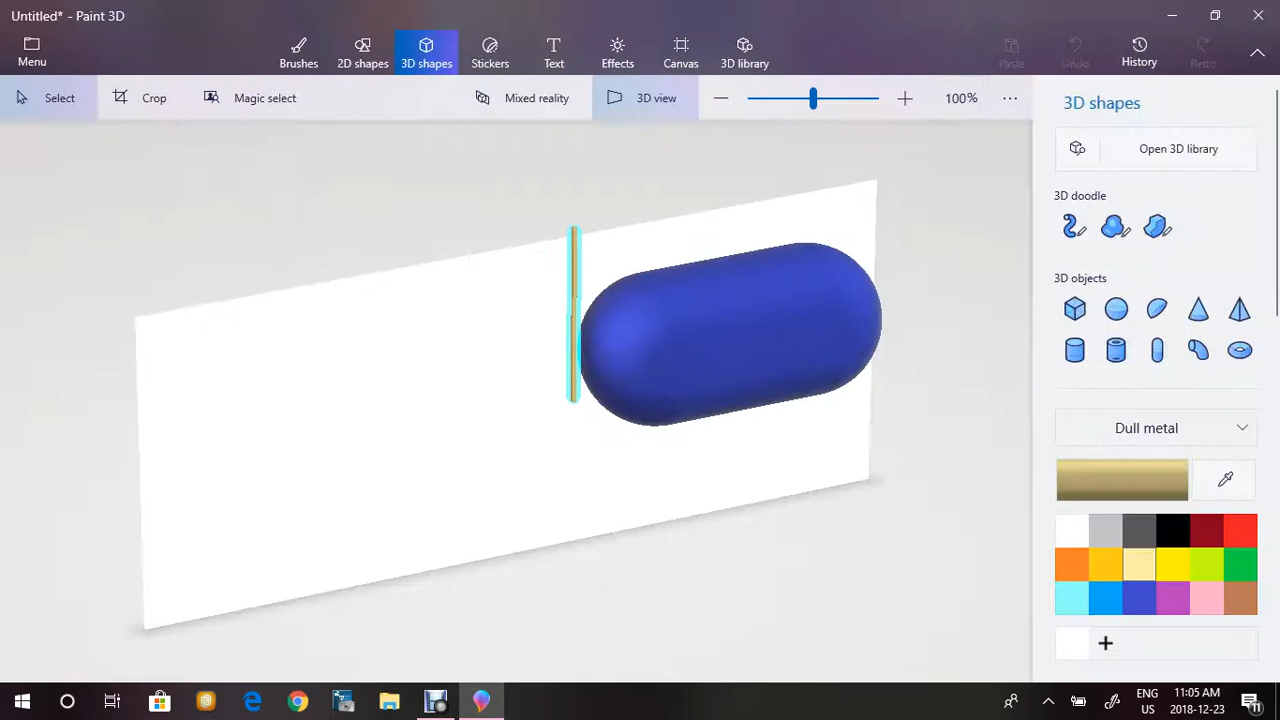 Untitled* - Paint 3D
Menu
Brushes
2D shapes
3D shapes
Stickers
Text
Effects
Canvas
3D library
Paste
Undo
History
Redo
Select
Crop
Magic select
Mixed reality
3D view
100%
3D shapes
Open 3D library
3D doodle
3D objects
Dull metal
ENG
US
11:05 AM
2018-12-23
11